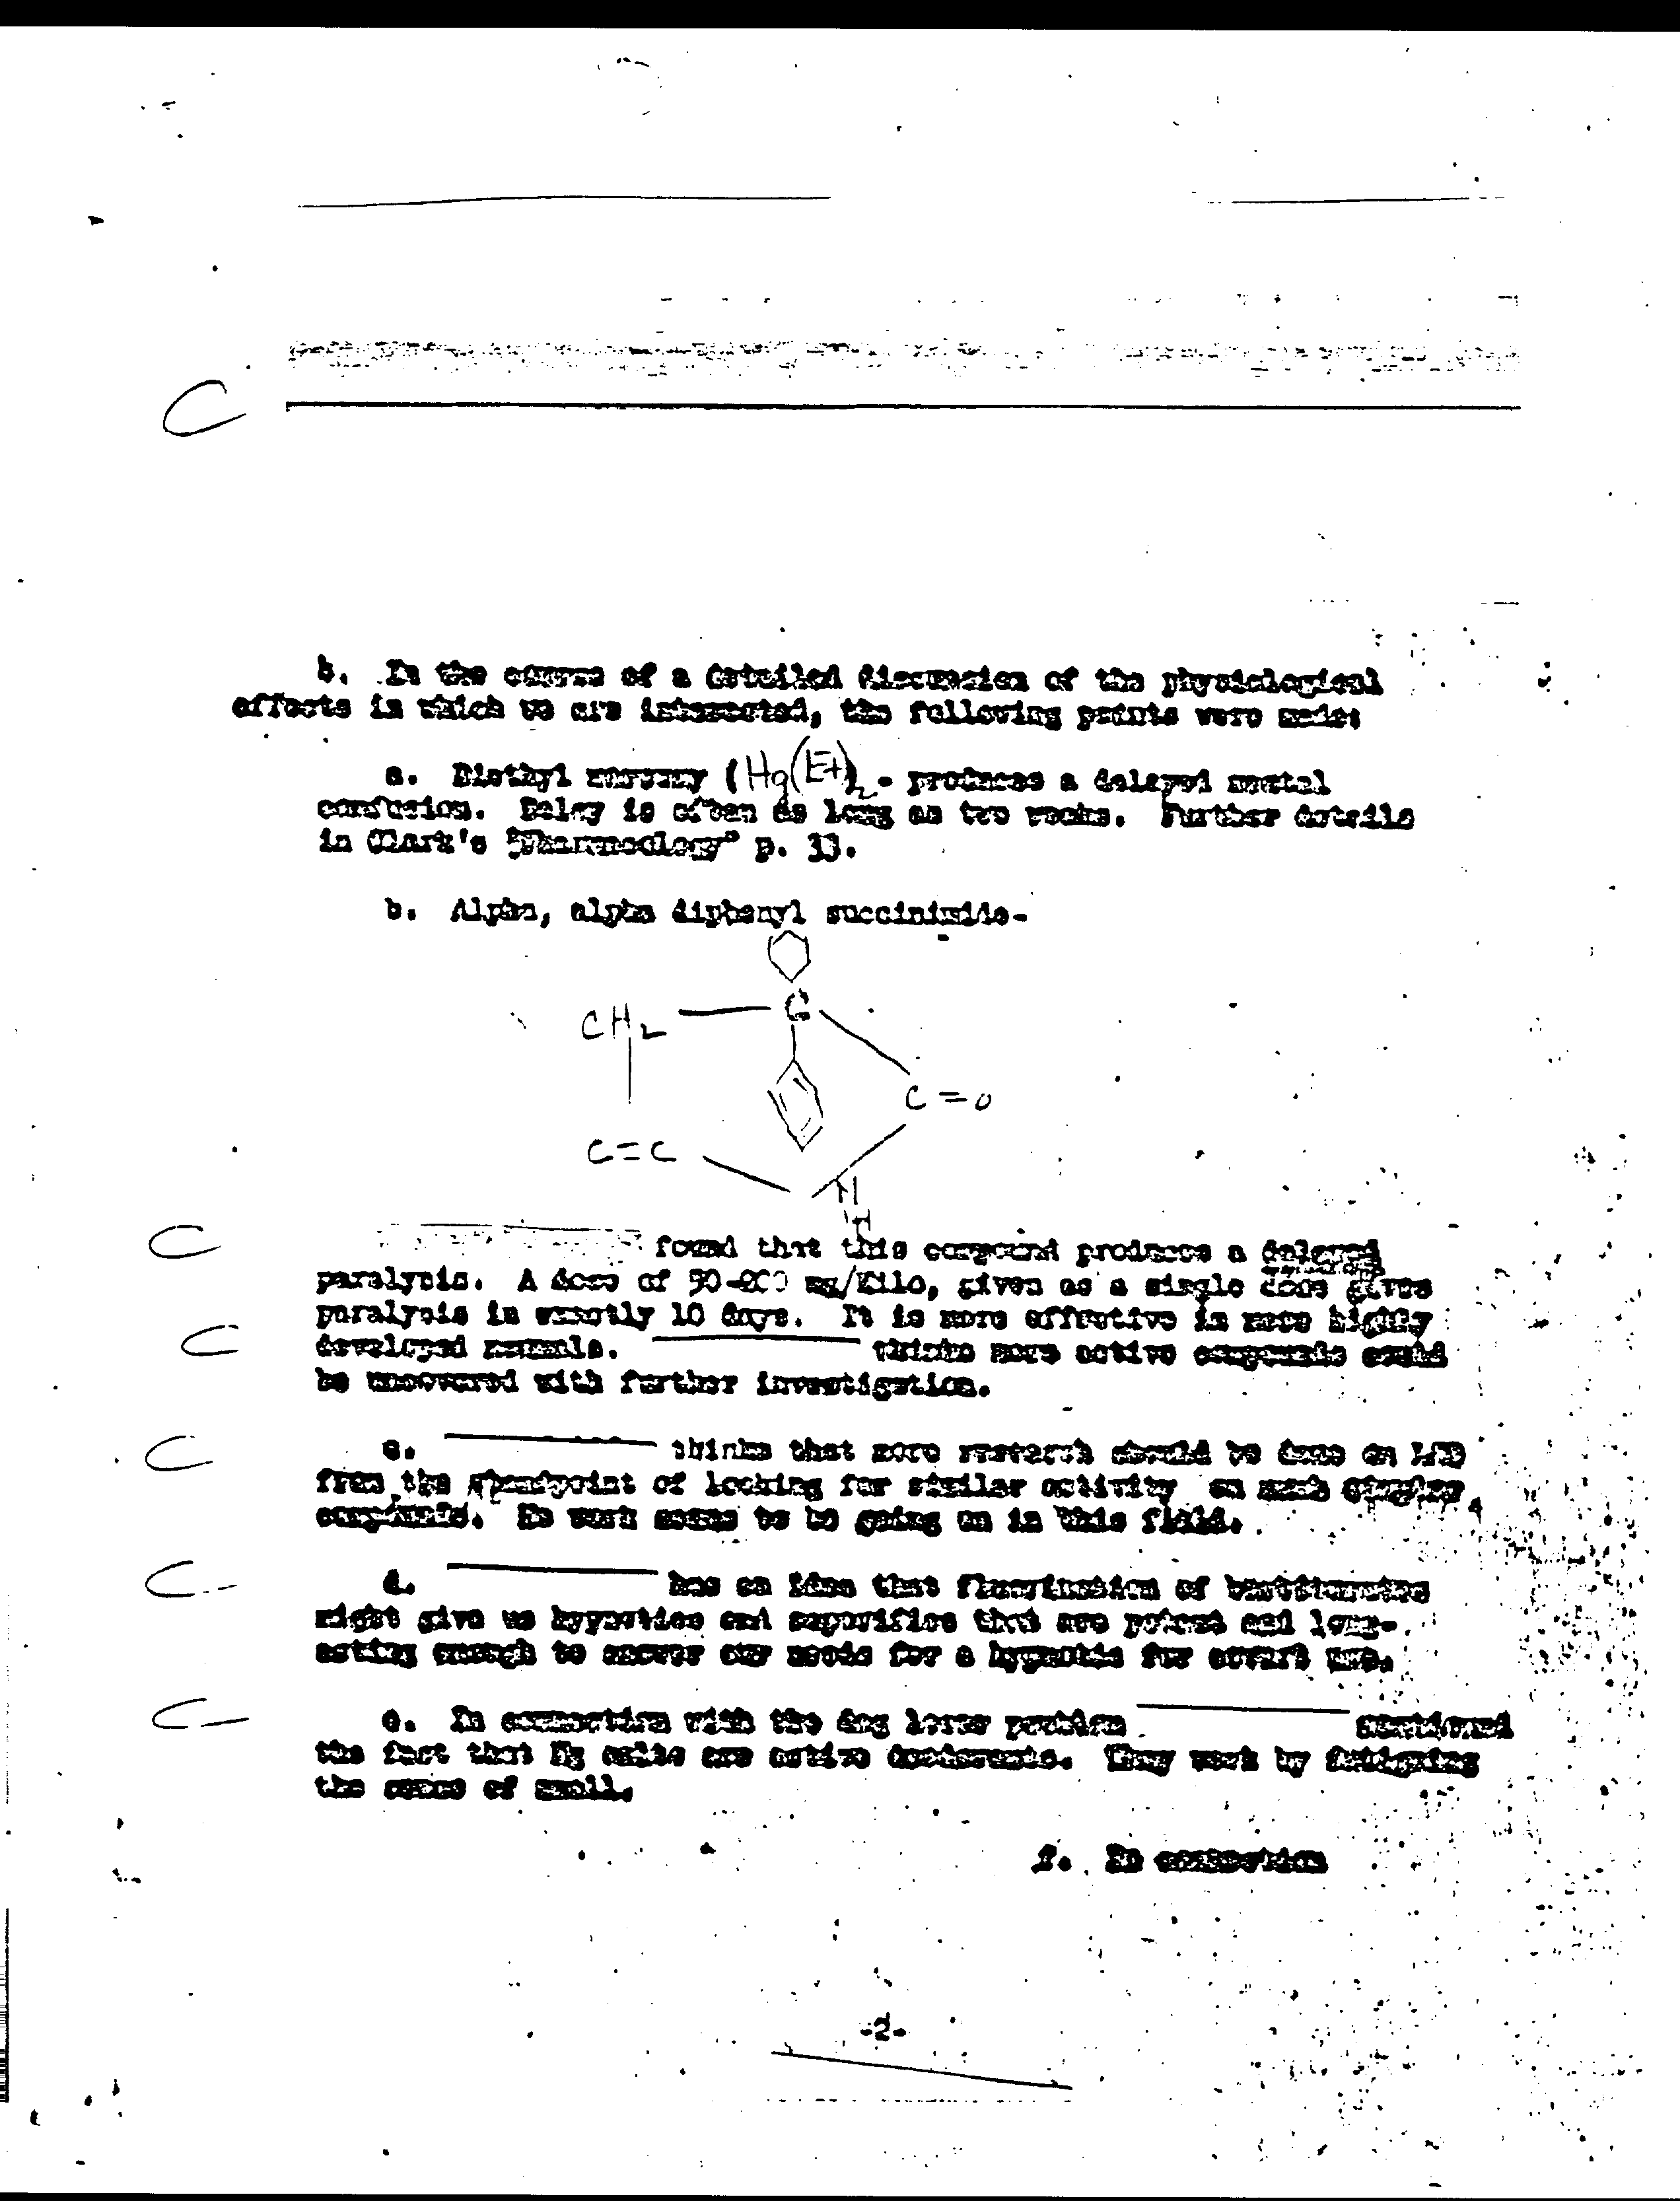 C
In the course of a detailed discussion of the physiological
effects in which we are interested, the following points were made:
a. Diethyl mercury (Hg(Et)2 - produces a delayed mental
confusion. Delay is often as long as two weeks. Further details
in Clark's "Pharmacology" p. 33.
b. Alpha, alpha diphenyl succinimide-
C
CH2
C=O
C=C
N
H
C
found that this compound produces a delayed
paralysis. A dose of mg/Kilo, given as a single dose gives
paralysis in exactly 10 days. It is more effective in more highly
C
developed mammals. thinks more active compounds could
be uncovered with further investigation.
C
c. thinks that more research should be done on LSD
from the standpoint of looking for similar activity on much simpler
compounds. No work seems to be going on in this field.
C-
d. has an idea that fluorination of
might give us hypnotics and soporifics that are potent and long-
acting enough to answer our needs for a hypnotic for covert use.
C-
e. In connection with the dog problem mentioned
the fact that salts are active deodorants. They work by fatiguing
the sense of smell.
f. In connection
-2-